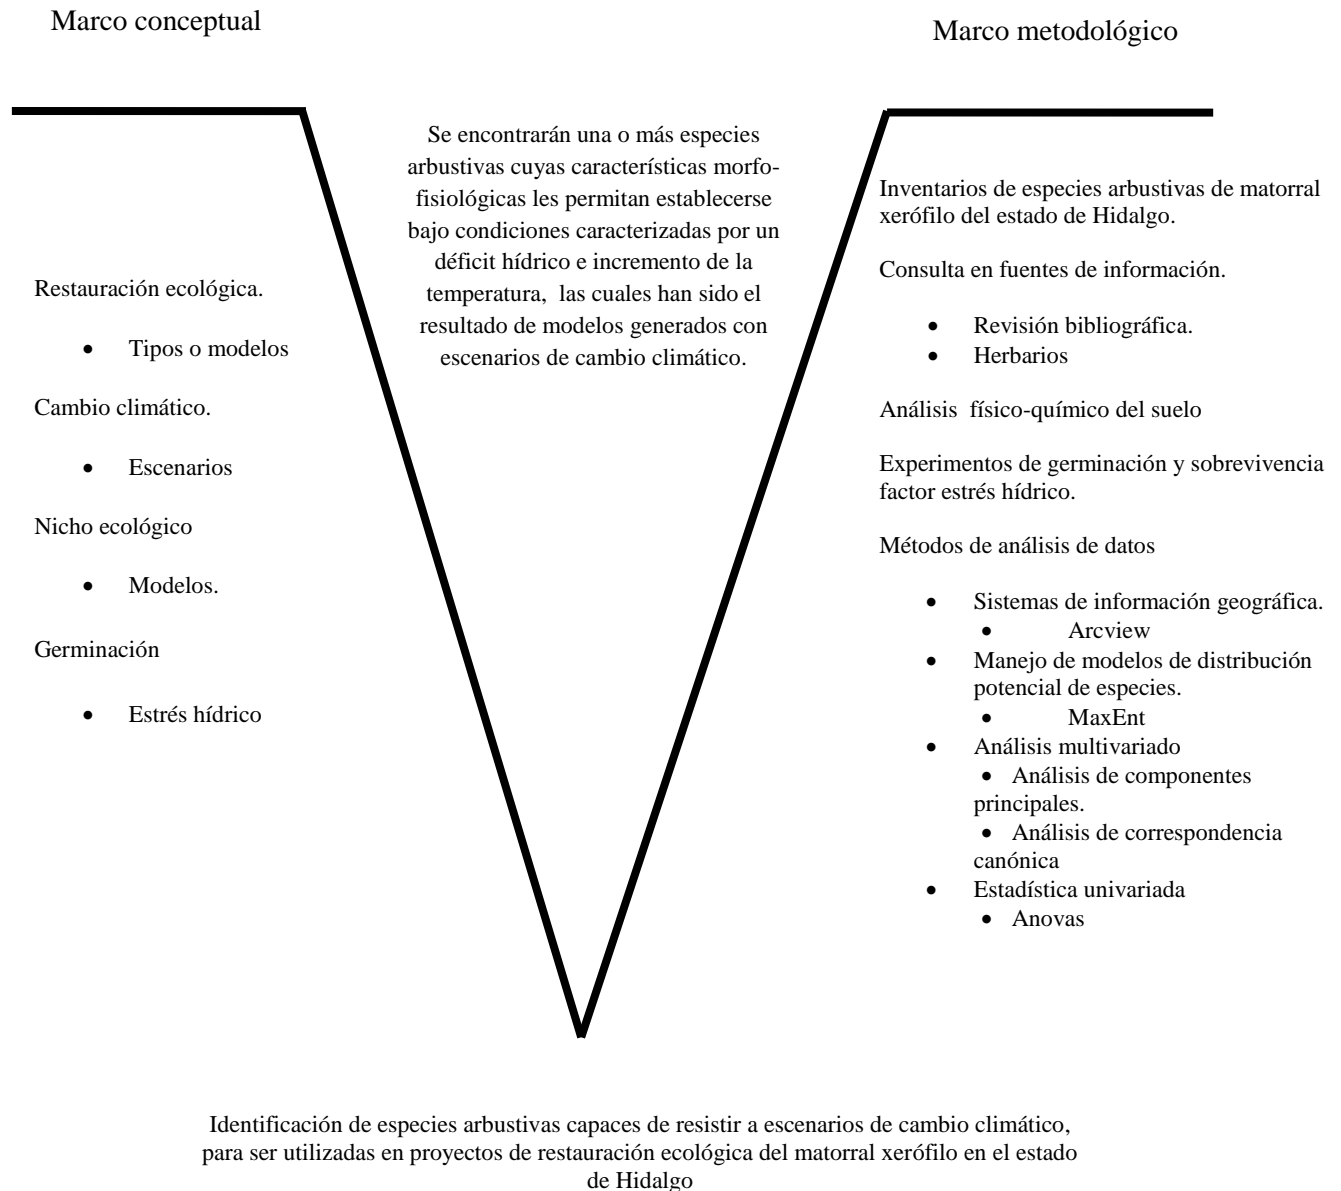 Marco conceptual
Marco metodológico
Se encontrarán una o más especies
arbustivas cuyas características morfo-
fisiológicas les permitan establecerse
bajo condiciones caracterizadas por un
déficit hídrico e incremento de la
temperatura,  las cuales han sido el
resultado de modelos generados con
escenarios de cambio climático.
Restauración ecológica.
• Tipos o modelos
Cambio climático.
• Escenarios
Nicho ecológico
• Modelos.
Germinación
• Estrés hídrico
Inventarios de especies arbustivas de matorral
xerófilo del estado de Hidalgo.
Consulta en fuentes de información.
• Revisión bibliográfica.
• Herbarios
Análisis  físico-químico del suelo
Experimentos de germinación y sobrevivencia
factor estrés hídrico.
Métodos de análisis de datos
• Sistemas de información geográfica.
• Arcview
• Manejo de modelos de distribución
potencial de especies.
• MaxEnt
• Análisis multivariado
• Análisis de componentes
principales.
• Análisis de correspondencia
canónica
• Estadística univariada
• Anovas
Identificación de especies arbustivas capaces de resistir a escenarios de cambio climático,
para ser utilizadas en proyectos de restauración ecológica del matorral xerófilo en el estado
de Hidalgo